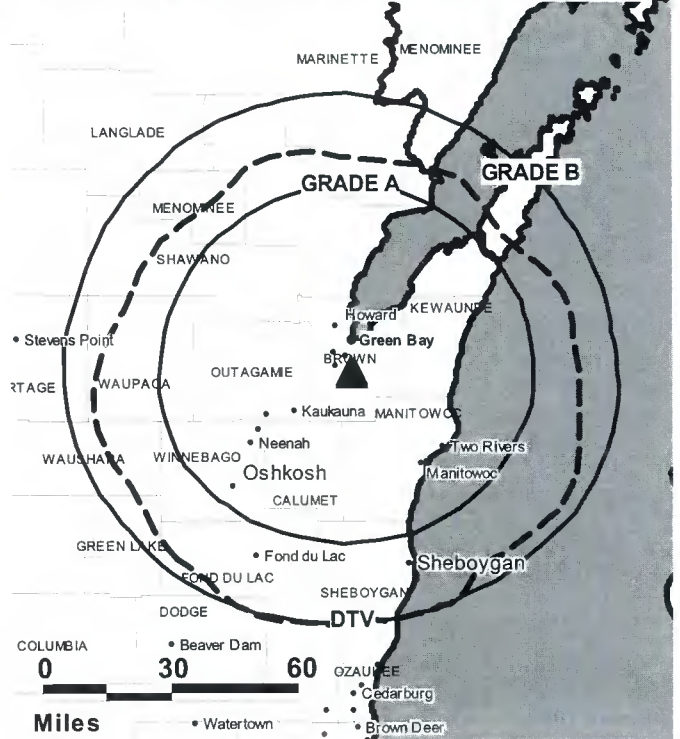 MENOMINEE
MARINETTE
LANGLADE
GRADE B
GRADE A
MENOMINEE
SHAWANO
KEWAUNEE
Howard
Green Bay
Stevens Point
BROWN
OUTAGAMIE
RTAGE
WAUPACA
Kaukauna
MANITOWOC
Neenah
Two Rivers
WAUSHARA
WINNEBAGO
Oshkosh
Manitowoc
CALUMET
GREEN LAKE
Fond du Lac
Sheboygan
FOND DU LAC
SHEBOYGAN
DODGE
DTV
COLUMBIA
Beaver Dam
0 30 60
OZAUKEE
Cedarburg
Miles
Watertown
Brown Deer